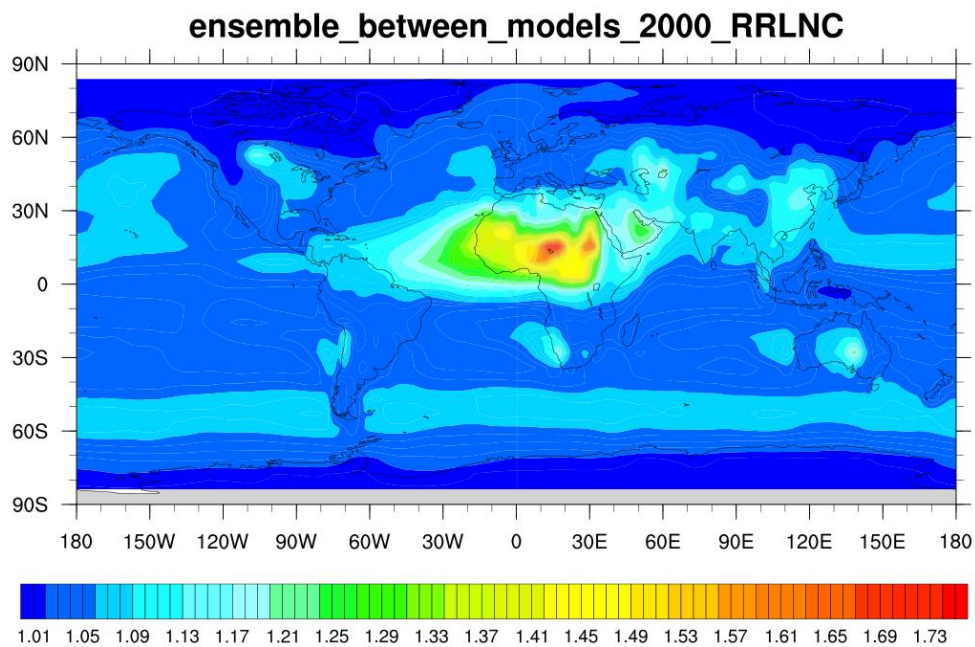 ensemble_between_models_2000_RRLNC
90N
60N
30N
0
30S
60S
90S
180 150W 120W 90W 60W 30W 0 30E 60E 90E 120E 150E 180
1.01 1.05 1.09 1.13 1.17 1.21 1.25 1.29 1.33 1.37 1.41 1.45 1.49 1.53 1.57 1.61 1.65 1.69 1.73